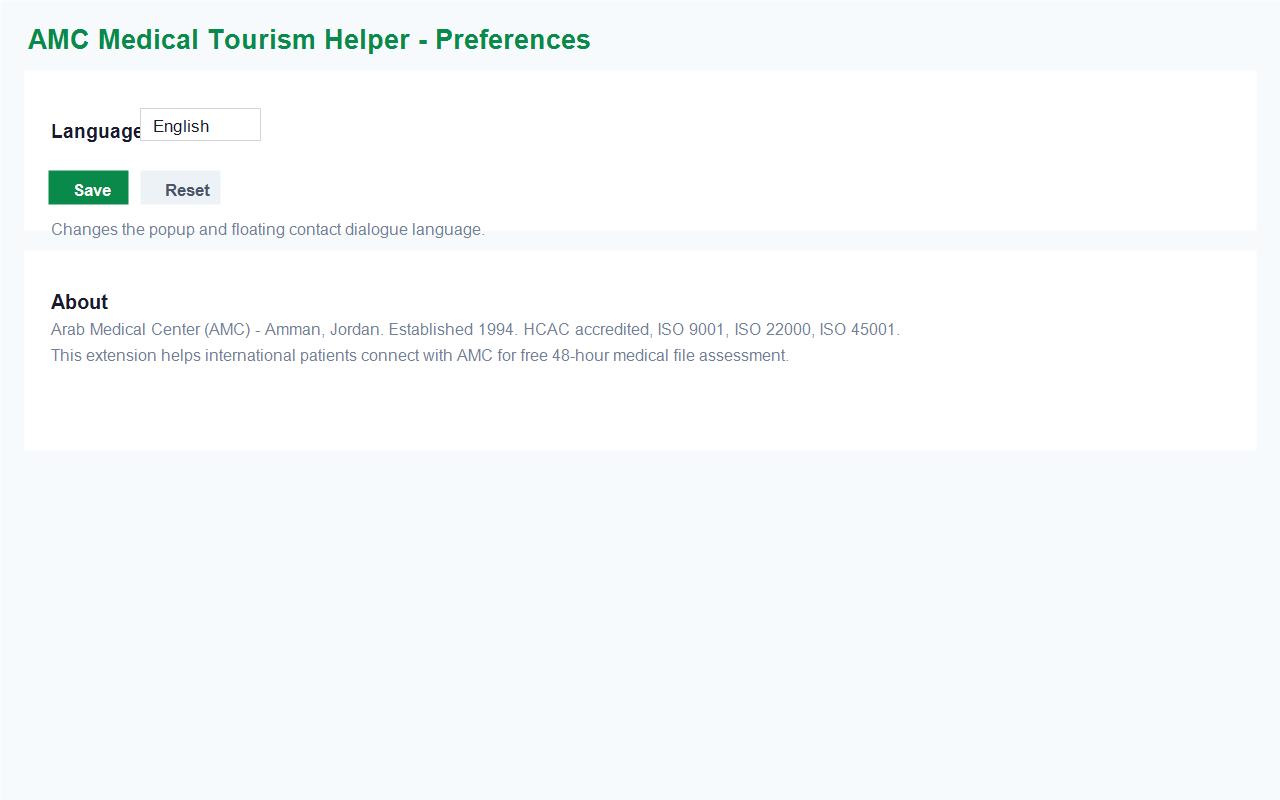 AMC Medical Tourism Helper - Preferences
Language
English
Save
Reset
Changes the popup and floating contact dialogue language.
About
Arab Medical Center (AMC) - Amman, Jordan. Established 1994. HCAC accredited, ISO 9001, ISO 22000, ISO 45001.
This extension helps international patients connect with AMC for free 48-hour medical file assessment.